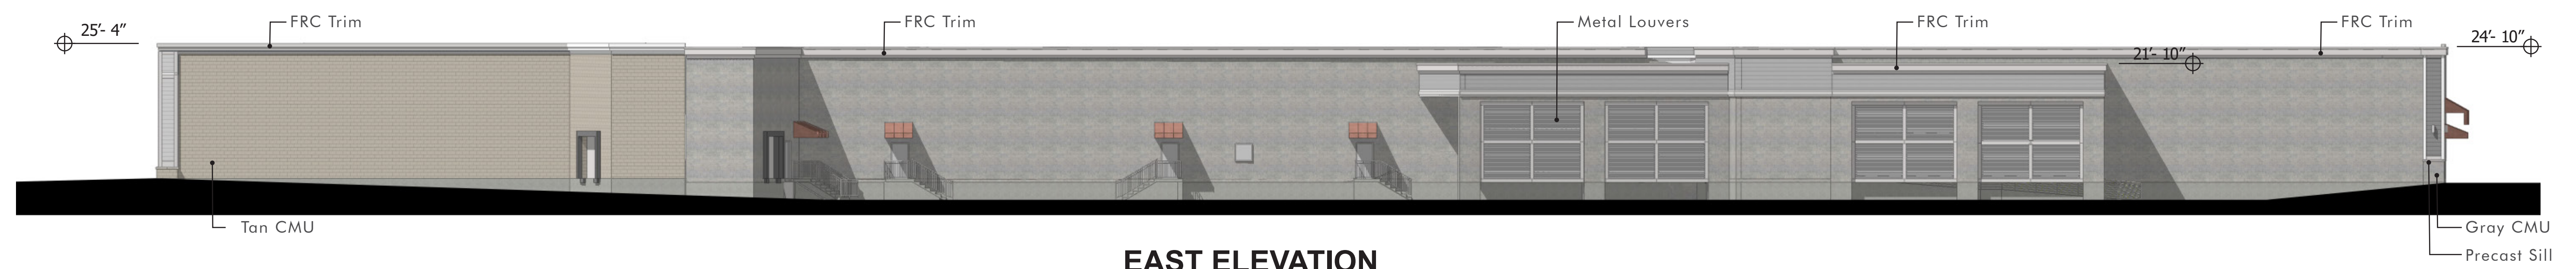 FRC Trim
FRC Trim
Metal Louvers
FRC Trim
FRC Trim
25'- 4"
24'- 10"
21'- 10"
Tan CMU
Gray CMU
Precast Sill
EAST ELEVATION